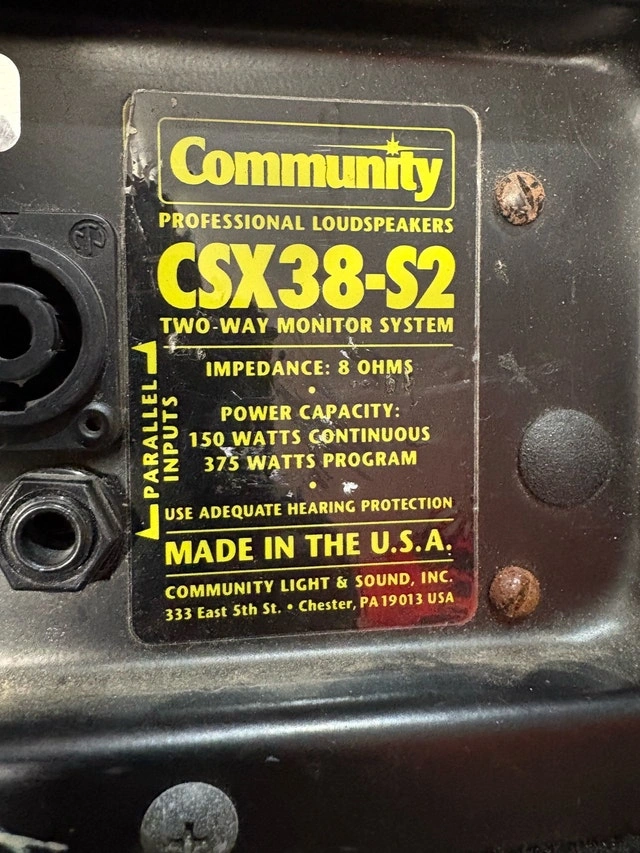 Community
PROFESSIONAL LOUDSPEAKERS
CSX38-S2
TWO-WAY MONITOR SYSTEM
PARALLEL
INPUTS
IMPEDANCE: 8 OHMS
•
POWER CAPACITY:
150 WATTS CONTINUOUS
375 WATTS PROGRAM
•
USE ADEQUATE HEARING PROTECTION
MADE IN THE U.S.A.
COMMUNITY LIGHT & SOUND, INC.
333 East 5th St. • Chester, PA 19013 USA